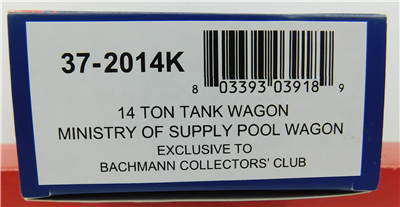 37-2014K
8 03393 03918 9
14 TON TANK WAGON
MINISTRY OF SUPPLY POOL WAGON
EXCLUSIVE TO
BACHMANN COLLECTORS' CLUB